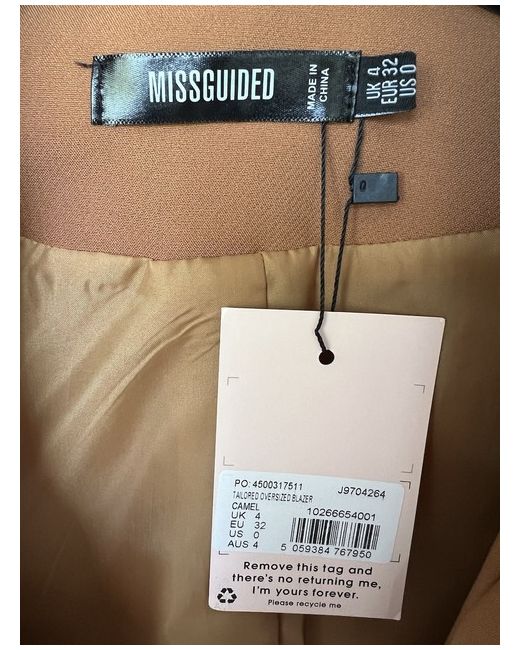 MISSGUIDED
MADE IN
CHINA
UK 4
EUR 32
US 0
0
PO: 4500317511
J9704264
TAILORED OVERSIZED BLAZER
CAMEL
10266654001
UK 4
EU 32
US 0
AUS 4
5 059384 767950
Remove this tag and
there's no returning me,
I'm yours forever.
Please recycle me